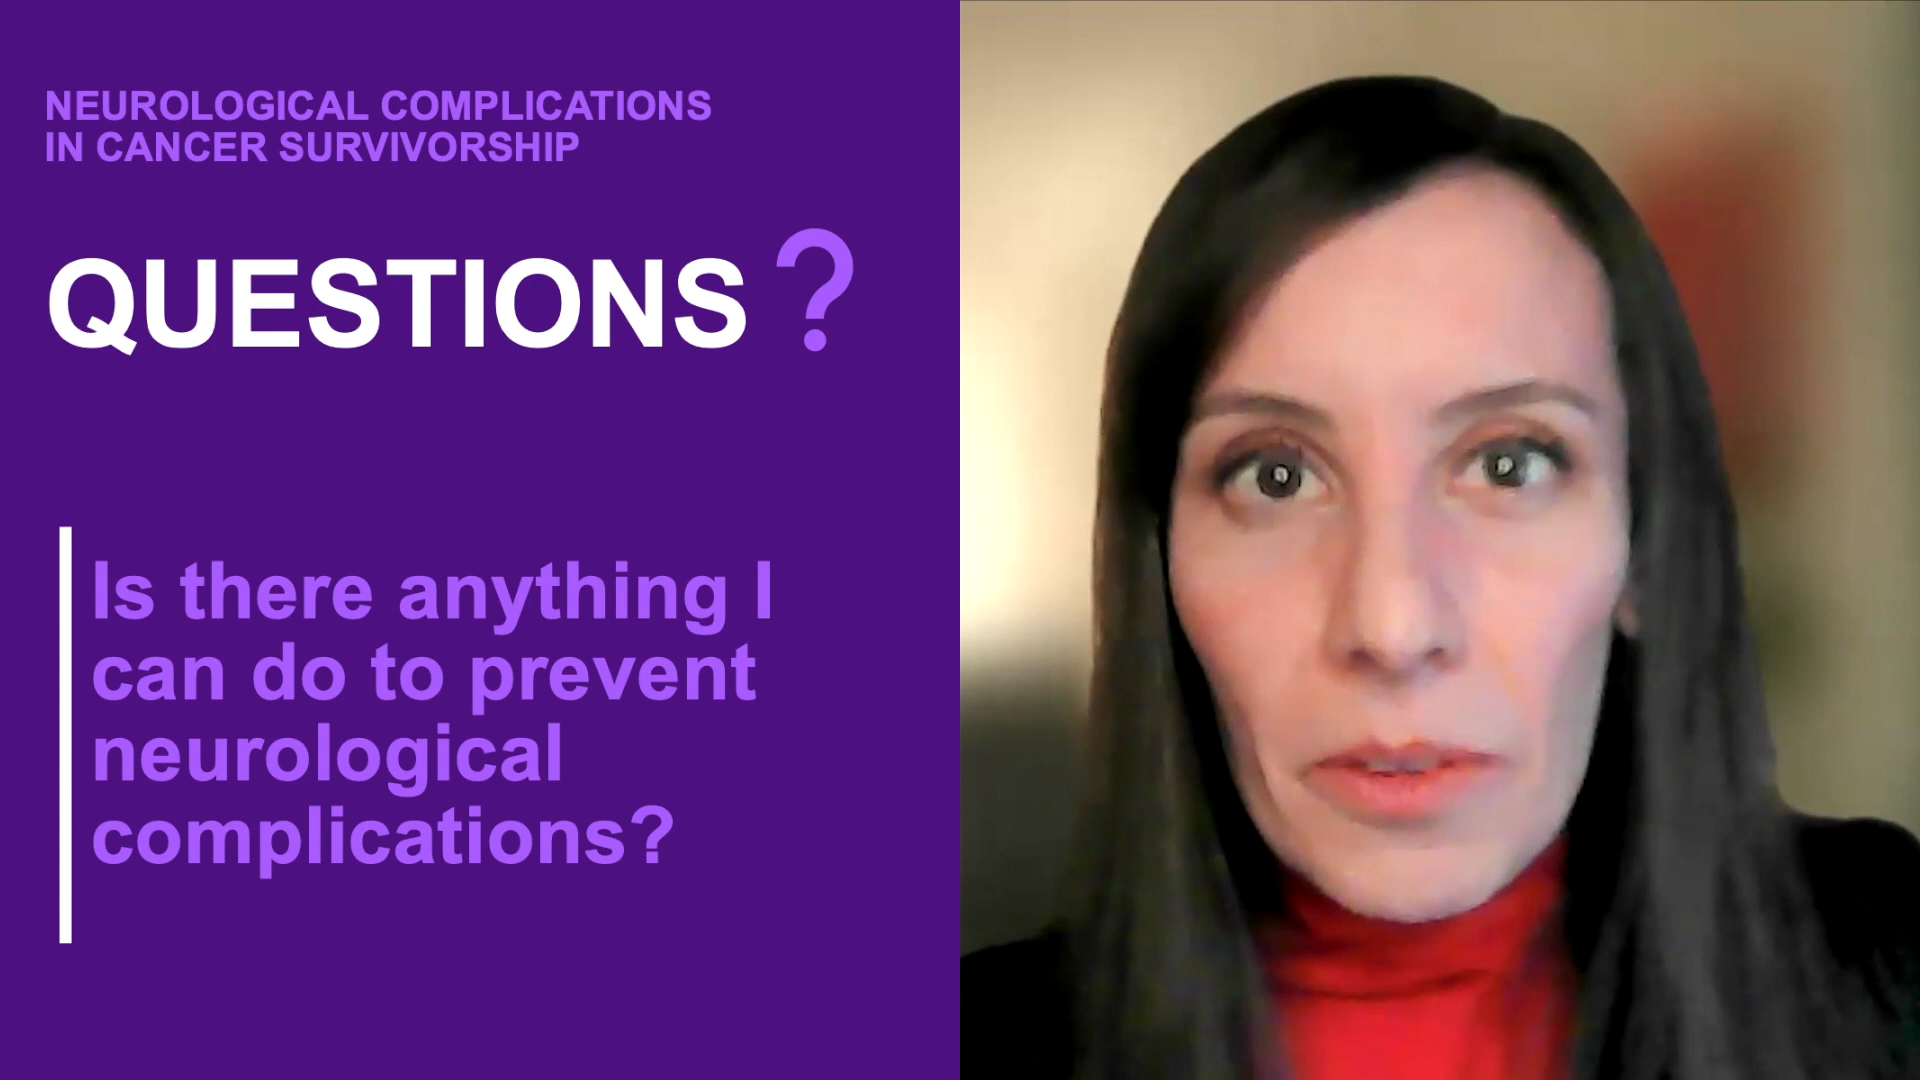 NEUROLOGICAL COMPLICATIONS
IN CANCER SURVIVORSHIP
QUESTIONS?
Is there anything I
can do to prevent
neurological
complications?